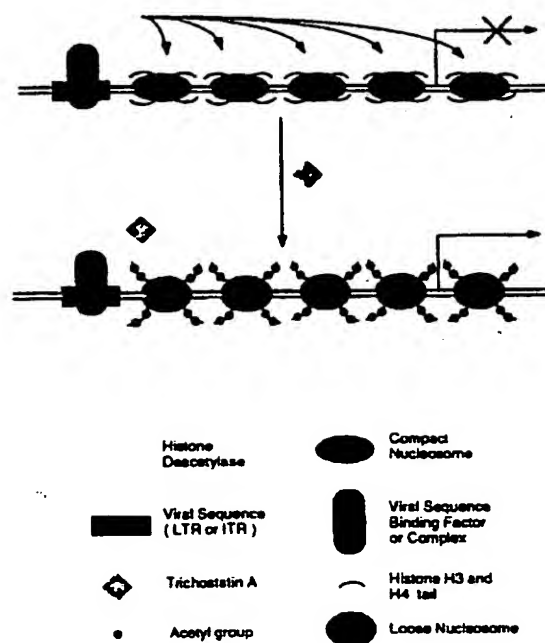 Histone
Deacetylase
Compact
Nucleosome
Viral Sequence
( LTR or ITR )
Viral Sequence
Binding Factor
or Complex
Trichostatin A
Histone H3 and
H4 tail
Acetyl group
Loose Nucleosome